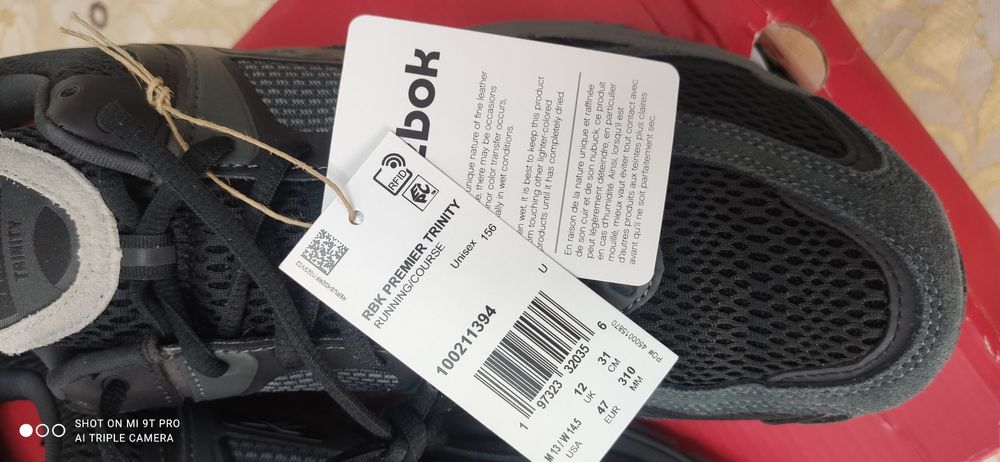 bok
unique nature of fine leather
there may be occasions
color transfer occurs,
ally in wet conditions.
en wet, it is best to keep this product
m touching other lighter-colored
products until it has completely dried.
En raison de la nature unique et raffinée
de son cuir et de son nubuck, ce produit
peut légèrement déteindre, en particulier
en cas d'humidité. Ainsi, lorsqu'il est
mouillé, mieux vaut éviter tout contact avec
d'autres produits aux teintes plus claires
avant qu'il ne soit parfaitement sec.
RFID
RBK PREMIER TRINITY
RUNNING/COURSE
Unisex 156
100211394
U
1 97323 32035 6
PO# 4500015870
M 13 / W 14.5 12 31
USA UK CM
47 310
EUR MM
TRINITY
SHOT ON MI 9T PRO
AI TRIPLE CAMERA